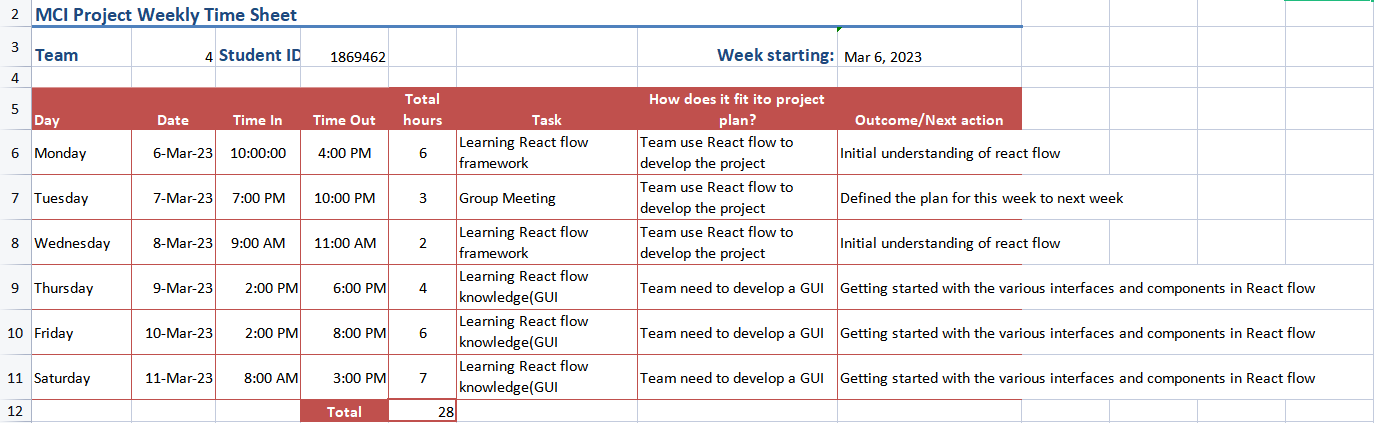 2 MCI Project Weekly Time Sheet
3 Team 4 Student ID 1869462 Week starting: Mar 6, 2023
4
Total How does it fit ito project
5 Day Date Time In Time Out hours Task plan? Outcome/Next action
Learning React flow Team use React flow to
6 Monday 6-Mar-23 10:00:00 4:00 PM 6 framework develop the project Initial understanding of react flow
Team use React flow to
7 Tuesday 7-Mar-23 7:00 PM 10:00 PM 3 Group Meeting develop the project Defined the plan for this week to next week
Learning React flow Team use React flow to
8 Wednesday 8-Mar-23 9:00 AM 11:00 AM 2 framework develop the project Initial understanding of react flow
Learning React flow
9 Thursday 9-Mar-23 2:00 PM 6:00 PM 4 knowledge(GUI Team need to develop a GUI Getting started with the various interfaces and components in React flow
Learning React flow
10 Friday 10-Mar-23 2:00 PM 8:00 PM 6 knowledge(GUI Team need to develop a GUI Getting started with the various interfaces and components in React flow
Learning React flow
11 Saturday 11-Mar-23 8:00 AM 3:00 PM 7 knowledge(GUI Team need to develop a GUI Getting started with the various interfaces and components in React flow
12 Total 28